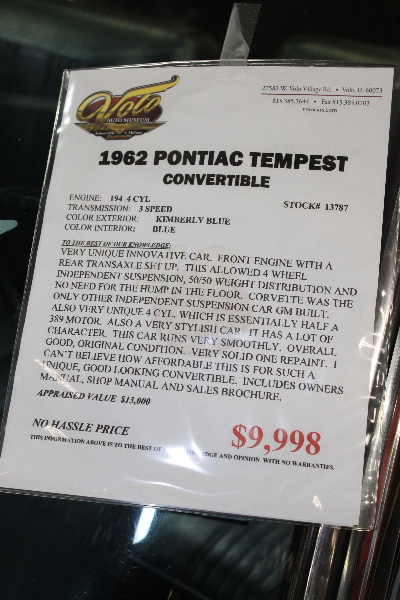 Volo
AUTO MUSEUM
27582 W. Volo Village Rd. • Volo, IL 60073
815.385.3644 • Fax 815.385.0703
volocars.com
1962 PONTIAC TEMPEST
CONVERTIBLE
ENGINE: 194 4 CYL
STOCK# 13787
TRANSMISSION: 3 SPEED
COLOR EXTERIOR: KIMBERLY BLUE
COLOR INTERIOR: BLUE
TO THE BEST OF OUR KNOWLEDGE:
VERY UNIQUE INNOVATIVE CAR. FRONT ENGINE WITH A
REAR TRANSAXLE SET UP. THIS ALLOWED 4 WHEEL
INDEPENDENT SUSPENSION, 50/50 WEIGHT DISTRIBUTION AND
NO NEED FOR THE HUMP IN THE FLOOR. CORVETTE WAS THE
ONLY OTHER INDEPENDENT SUSPENSION CAR GM BUILT.
ALSO VERY UNIQUE 4 CYL. WHICH IS ESSENTIALLY HALF A
389 MOTOR. ALSO A VERY STYLISH CAR. IT HAS A LOT OF
CHARACTER. THIS CAR RUNS VERY SMOOTHLY. OVERALL
GOOD, ORIGINAL CONDITION. VERY SOLID ONE REPAINT. I
CAN'T BELIEVE HOW AFFORDABLE THIS IS FOR SUCH A
UNIQUE, GOOD LOOKING CONVERTIBLE. INCLUDES OWNERS
MANUAL, SHOP MANUAL AND SALES BROCHURE.
APPRAISED VALUE $13,000
NO HASSLE PRICE
$9,998
THIS INFORMATION ABOVE IS TO THE BEST OF KNOWLEDGE AND OPINION WITH NO WARRANTIES.